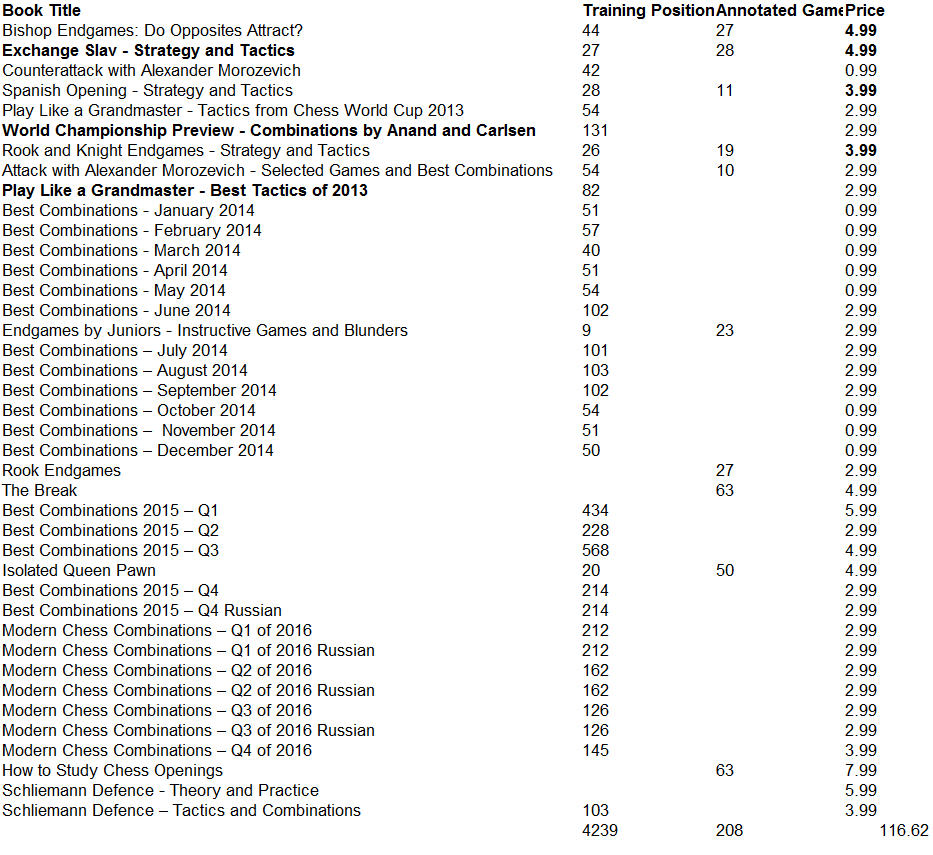 Book Title Training Position Annotated Game Price
Bishop Endgames: Do Opposites Attract? 44 27 4.99
Exchange Slav - Strategy and Tactics 27 28 4.99
Counterattack with Alexander Morozevich 42 0.99
Spanish Opening - Strategy and Tactics 28 11 3.99
Play Like a Grandmaster - Tactics from Chess World Cup 2013 54 2.99
World Championship Preview - Combinations by Anand and Carlsen 131 2.99
Rook and Knight Endgames - Strategy and Tactics 26 19 3.99
Attack with Alexander Morozevich - Selected Games and Best Combinations 54 10 2.99
Play Like a Grandmaster - Best Tactics of 2013 82 2.99
Best Combinations - January 2014 51 0.99
Best Combinations - February 2014 57 0.99
Best Combinations - March 2014 40 0.99
Best Combinations - April 2014 51 0.99
Best Combinations - May 2014 54 0.99
Best Combinations - June 2014 102 2.99
Endgames by Juniors - Instructive Games and Blunders 9 23 2.99
Best Combinations – July 2014 101 2.99
Best Combinations – August 2014 103 2.99
Best Combinations – September 2014 102 2.99
Best Combinations – October 2014 54 0.99
Best Combinations – November 2014 51 0.99
Best Combinations – December 2014 50 0.99
Rook Endgames 27 2.99
The Break 63 4.99
Best Combinations 2015 – Q1 434 5.99
Best Combinations 2015 – Q2 228 2.99
Best Combinations 2015 – Q3 568 4.99
Isolated Queen Pawn 20 50 4.99
Best Combinations 2015 – Q4 214 2.99
Best Combinations 2015 – Q4 Russian 214 2.99
Modern Chess Combinations – Q1 of 2016 212 2.99
Modern Chess Combinations – Q1 of 2016 Russian 212 2.99
Modern Chess Combinations – Q2 of 2016 162 2.99
Modern Chess Combinations – Q2 of 2016 Russian 162 2.99
Modern Chess Combinations – Q3 of 2016 126 2.99
Modern Chess Combinations – Q3 of 2016 Russian 126 2.99
Modern Chess Combinations – Q4 of 2016 145 3.99
How to Study Chess Openings 63 7.99
Schliemann Defence - Theory and Practice 5.99
Schliemann Defence – Tactics and Combinations 103 3.99
4239 208 116.62